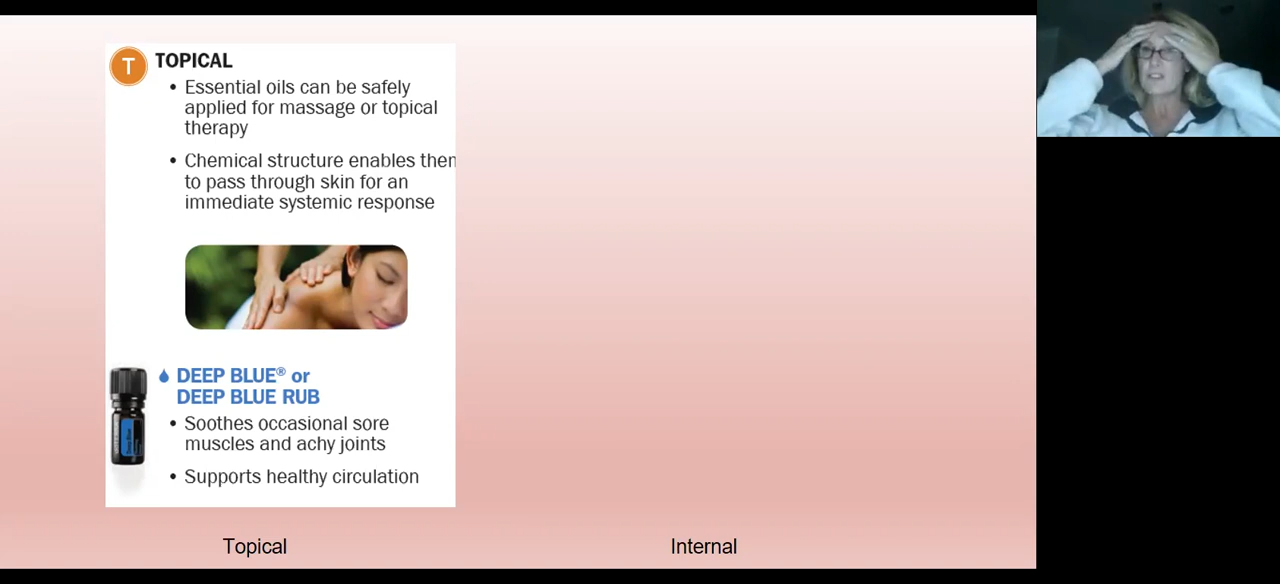 T TOPICAL
• Essential oils can be safely
applied for massage or topical
therapy
• Chemical structure enables then
to pass through skin for an
immediate systemic response
DEEP BLUE® or
DEEP BLUE RUB
• Soothes occasional sore
muscles and achy joints
• Supports healthy circulation
Deep Blue
Topical
Internal